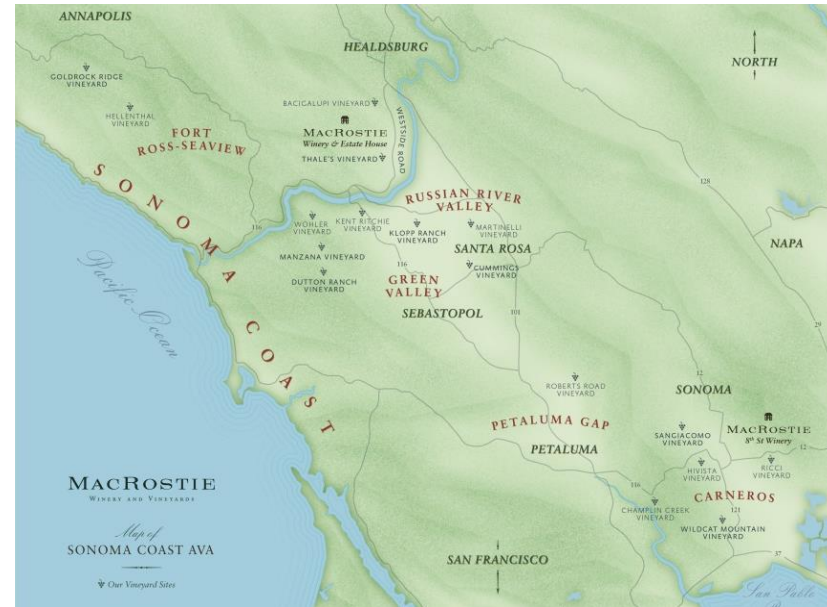 ANNAPOLIS
HEALDSBURG
NORTH
GOLDROCK RIDGE
VINEYARD
HELLENTHAL
VINEYARD
BACIGALUPI VINEYARD
MACROSTIE
Winery & Estate House
THALE'S VINEYARD
WESTSIDE ROAD
FORT
ROSS-SEAVIEW
SONOMA COAST
128
RUSSIAN RIVER
VALLEY
116
WOHLER
VINEYARD
KENT RITCHIE
VINEYARD
KLOPP RANCH
VINEYARD
MARTINELLI
VINEYARD
SANTA ROSA
NAPA
MANZANA VINEYARD
DUTTON RANCH
VINEYARD
116
CUMMINGS
VINEYARD
GREEN
VALLEY
SEBASTOPOL
101
Pacific Ocean
29
12
ROBERTS ROAD
VINEYARD
SONOMA
PETALUMA GAP
PETALUMA
SANGIACOMO
VINEYARD
MACROSTIE
8th St Winery
12
HIVISTA
VINEYARD
RICCI
VINEYARD
116
CARNEROS
CHAMPLIN CREEK
VINEYARD
121
WILDCAT MOUNTAIN
VINEYARD
37
MACROSTIE
WINERY AND VINEYARDS
Map of
SONOMA COAST AVA
Our Vineyard Sites
SAN FRANCISCO
San Pablo